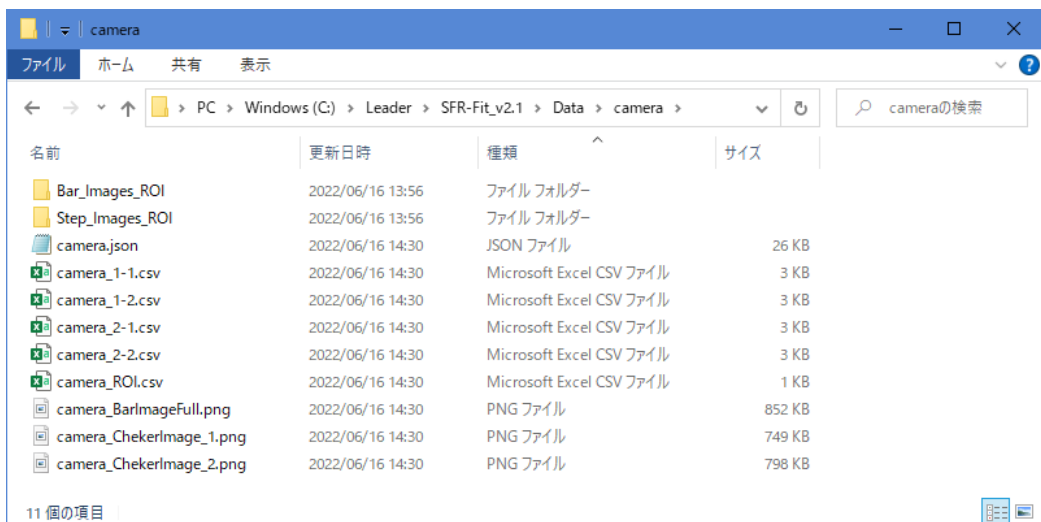 camera
ファイル ホーム 共有 表示
PC > Windows (C:) > Leader > SFR-Fit_v2.1 > Data > camera > cameraの検索
名前 更新日時 種類 サイズ
Bar_Images_ROI 2022/06/16 13:56 ファイル フォルダー
Step_Images_ROI 2022/06/16 13:56 ファイル フォルダー
camera.json 2022/06/16 14:30 JSON ファイル 26 KB
camera_1-1.csv 2022/06/16 14:30 Microsoft Excel CSV ファイル 3 KB
camera_1-2.csv 2022/06/16 14:30 Microsoft Excel CSV ファイル 3 KB
camera_2-1.csv 2022/06/16 14:30 Microsoft Excel CSV ファイル 3 KB
camera_2-2.csv 2022/06/16 14:30 Microsoft Excel CSV ファイル 3 KB
camera_ROI.csv 2022/06/16 14:30 Microsoft Excel CSV ファイル 1 KB
camera_BarImageFull.png 2022/06/16 14:30 PNG ファイル 852 KB
camera_ChekerImage_1.png 2022/06/16 14:30 PNG ファイル 749 KB
camera_ChekerImage_2.png 2022/06/16 14:30 PNG ファイル 798 KB
11 個の項目